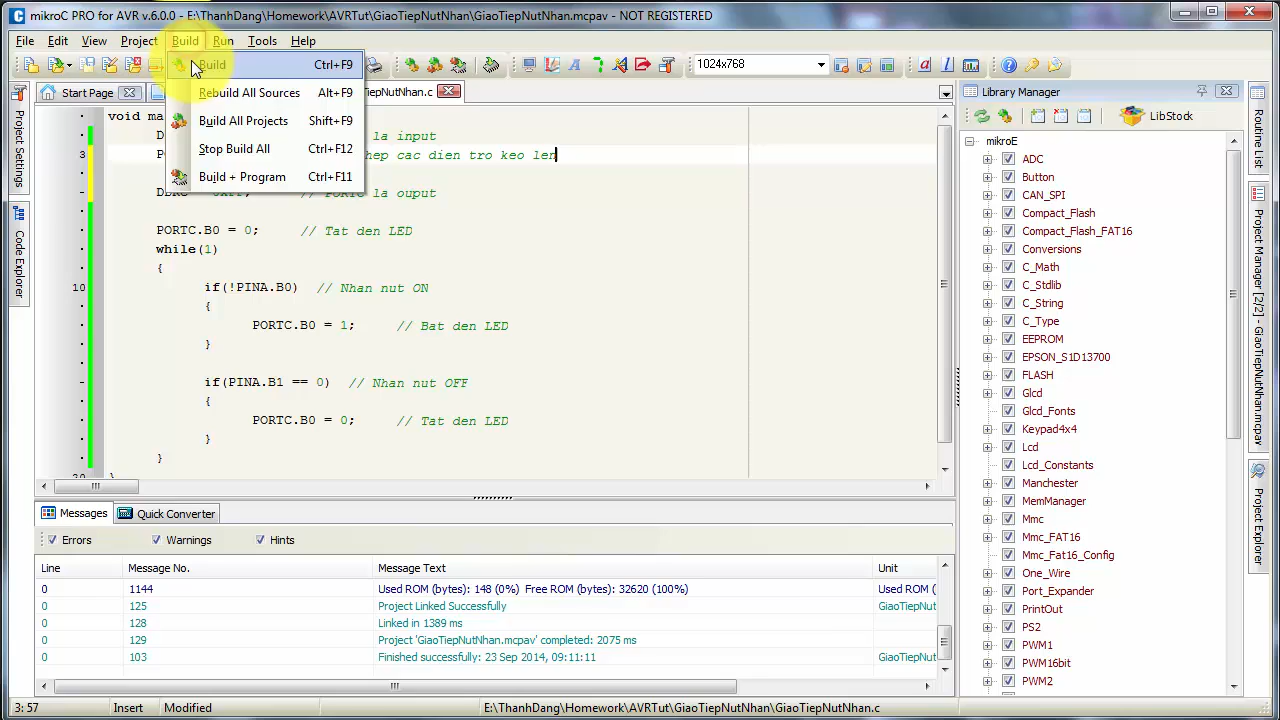 mikroC PRO for AVR v.6.0.0 - E:\ThanhDang\Homework\AVRTut\GiaoTiepNutNhan\GiaoTiepNutNhan.mcpav - NOT REGISTERED
File Edit View Project Build Run Tools Help
1024x768
Build Ctrl+F9
Rebuild All Sources Alt+F9
Build All Projects Shift+F9
Stop Build All Ctrl+F12
Build + Program Ctrl+F11
Start Page
TiepNutNhan.c
void ma
la input
3
hep cac dien tro keo len
// PORTC la ouput
PORTC.B0 = 0; // Tat den LED
while(1)
{
10 if(!PINA.B0) // Nhan nut ON
{
PORTC.B0 = 1; // Bat den LED
}
if(PINA.B1 == 0) // Nhan nut OFF
{
PORTC.B0 = 0; // Tat den LED
}
}
20 }
Messages Quick Converter
Errors Warnings Hints
Line Message No. Message Text Unit
0 1144 Used ROM (bytes): 148 (0%) Free ROM (bytes): 32620 (100%) Used ROM (
0 125 Project Linked Successfully GiaoTiepNut
0 128 Linked in 1389 ms
0 129 Project 'GiaoTiepNutNhan.mcpav' completed: 2075 ms
0 103 Finished successfully: 23 Sep 2014, 09:11:11 GiaoTiepNut
3: 57 Insert Modified E:\ThanhDang\Homework\AVRTut\GiaoTiepNutNhan\GiaoTiepNutNhan.c
Project Settings
Code Explorer
Library Manager
LibStock
mikroE
ADC
Button
CAN_SPI
Compact_Flash
Compact_Flash_FAT16
Conversions
C_Math
C_Stdlib
C_String
C_Type
EEPROM
EPSON_S1D13700
FLASH
Glcd
Glcd_Fonts
Keypad4x4
Lcd
Lcd_Constants
Manchester
MemManager
Mmc
Mmc_FAT16
Mmc_Fat16_Config
One_Wire
Port_Expander
PrintOut
PS2
PWM1
PWM16bit
PWM2
Routine List
Project Manager [2/2] - GiaoTiepNutNhan.mcpav
Project Explorer